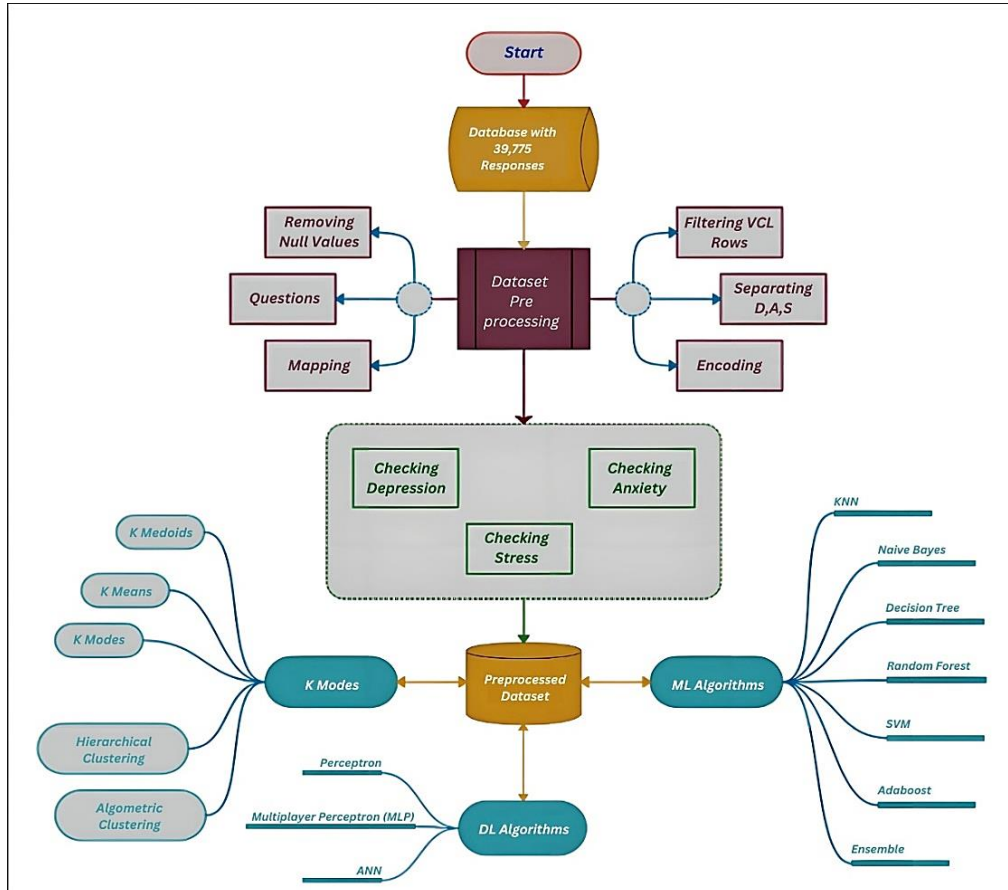 Start
Database with
39,775
Responses
Removing
Null Values
Questions
Mapping
Dataset
Pre
processing
Filtering VCL
Rows
Separating
D,A,S
Encoding
Checking
Depression
Checking
Anxiety
Checking
Stress
K Medoids
K Means
K Modes
Hierarchical
Clustering
Algometric
Clustering
K Modes
Preprocessed
Dataset
ML Algorithms
KNN
Naive Bayes
Decision Tree
Random Forest
SVM
Adaboost
Ensemble
Perceptron
Multiplayer Perceptron (MLP)
ANN
DL Algorithms